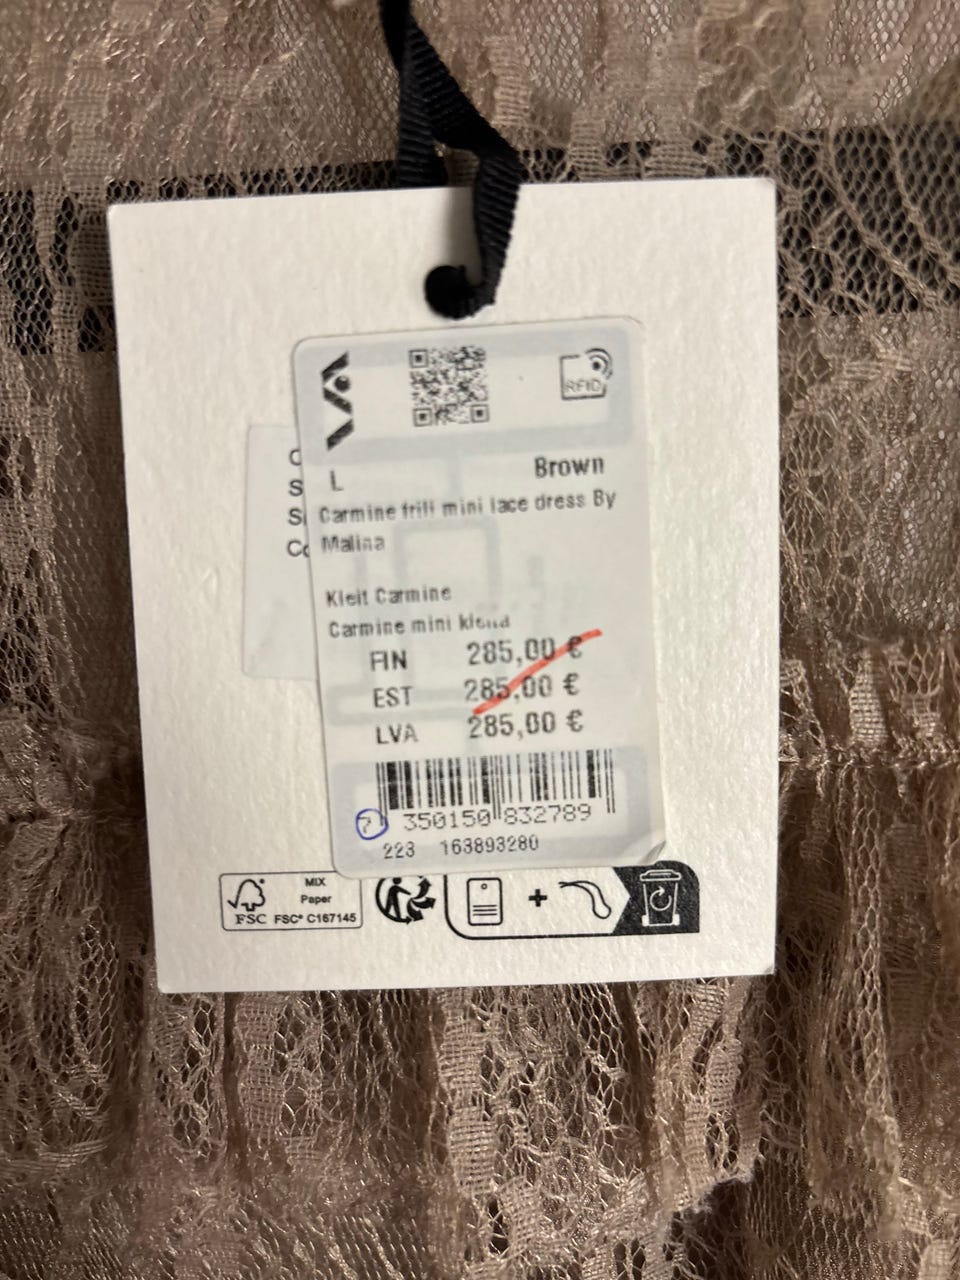 RFID
L Brown
Carmine frill mini lace dress By
Malina
Kleit Carmine
Carmine mini kleita
FIN 285,00 €
EST 285,00 €
LVA 285,00 €
7 350150 832789
223 163893280
MIX
Paper
FSC FSC® C167145
+